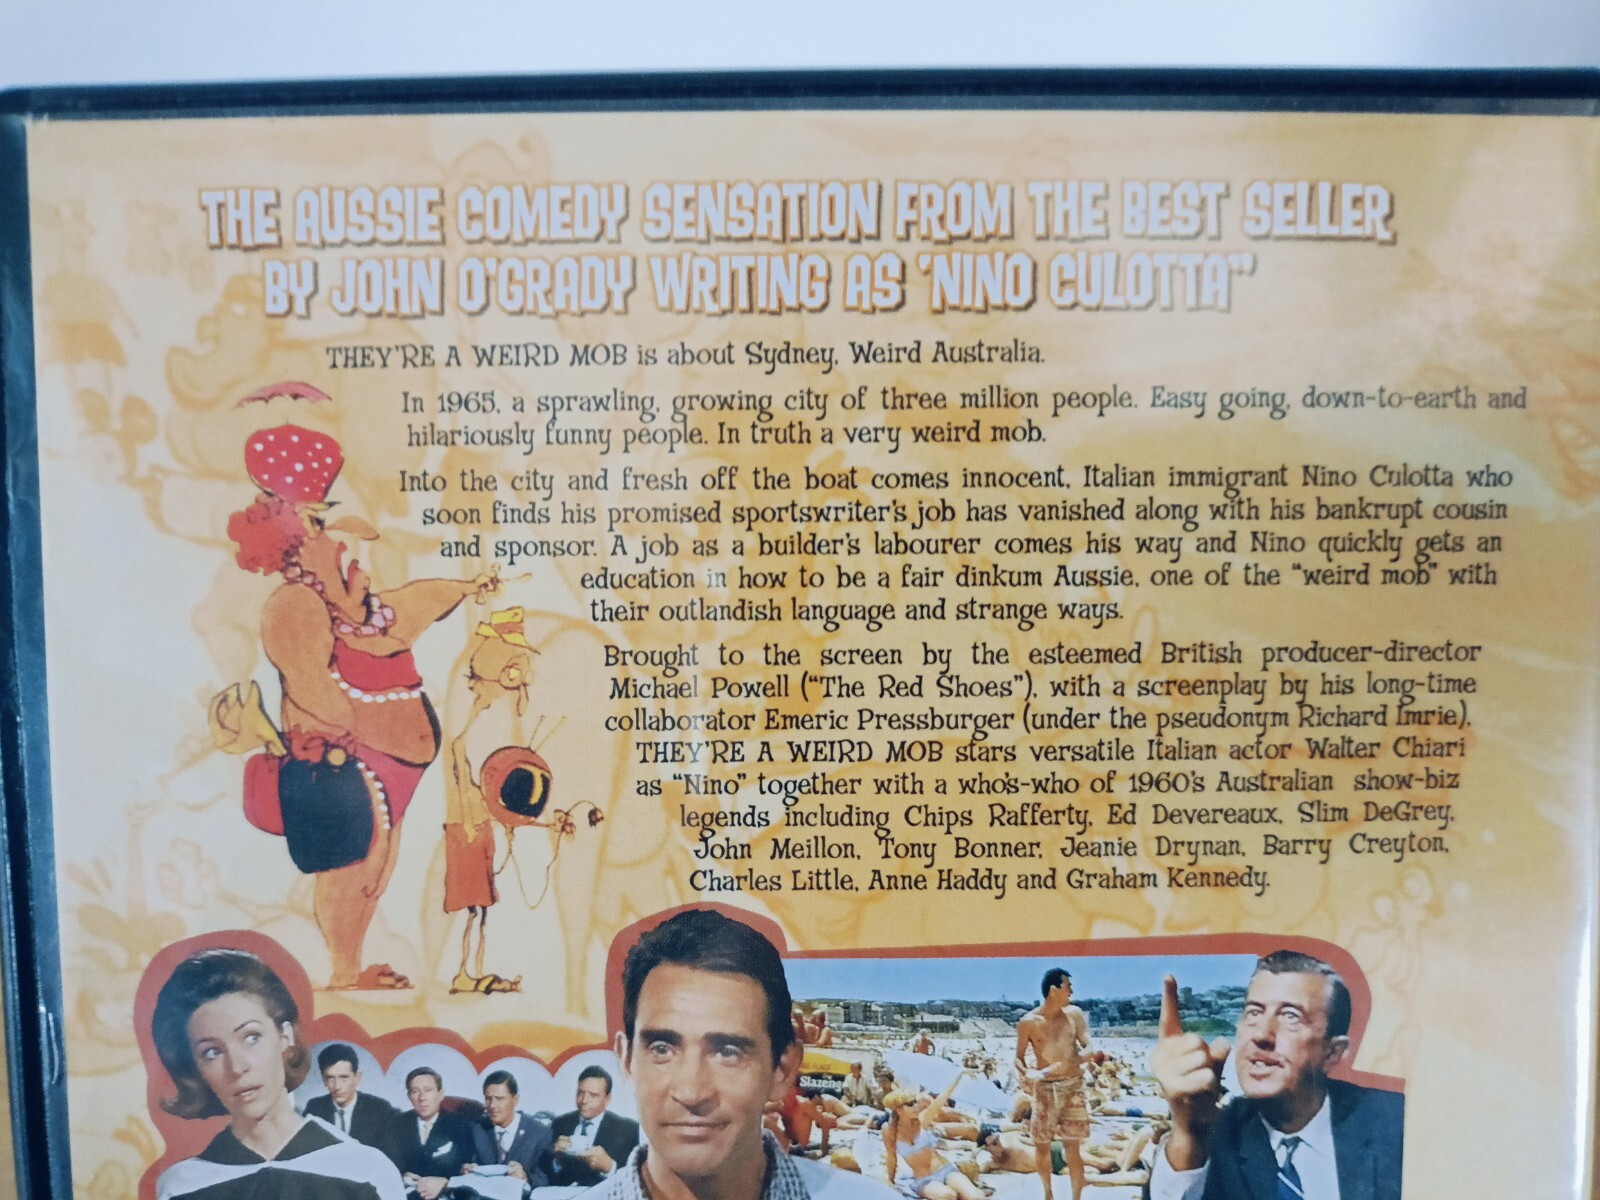 THE AUSSIE COMEDY SENSATION FROM THE BEST SELLER
BY JOHN O'GRADY WRITING AS 'NINO CULOTTA"
THEY'RE A WEIRD MOB is about Sydney. Weird Australia.
In 1965, a sprawling, growing city of three million people. Easy going, down-to-earth and
hilariously funny people. In truth a very weird mob.
Into the city and fresh off the boat comes innocent, Italian immigrant Nino Culotta who
soon finds his promised sportswriter's job has vanished along with his bankrupt cousin
and sponsor. A job as a builder's labourer comes his way and Nino quickly gets an
education in how to be a fair dinkum Aussie, one of the "weird mob" with
their outlandish language and strange ways.
Brought to the screen by the esteemed British producer-director
Michael Powell ("The Red Shoes"), with a screenplay by his long-time
collaborator Emeric Pressburger (under the pseudonym Richard Imrie).
THEY'RE A WEIRD MOB stars versatile Italian actor Walter Chiari
as "Nino" together with a who's-who of 1960's Australian show-biz
legends including Chips Rafferty, Ed Devereaux, Slim DeGrey,
John Meillon, Tony Bonner, Jeanie Drynan, Barry Creyton,
Charles Little, Anne Haddy and Graham Kennedy.
Slazeng